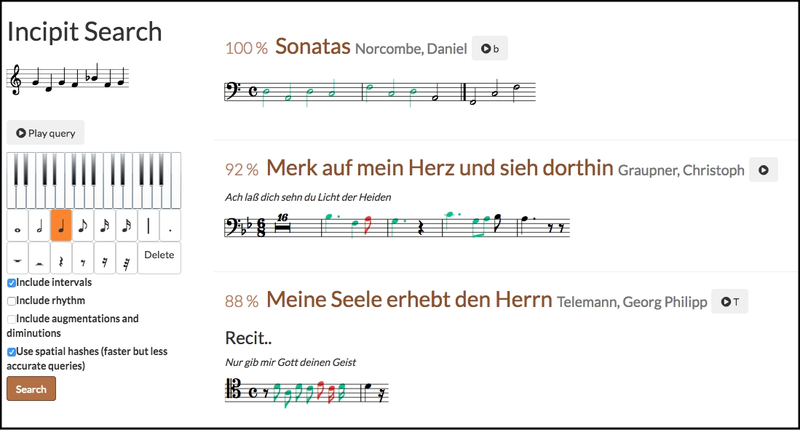 Incipit Search
Play query
Delete
Include intervals
Include rhythm
Include augmentations and
diminutions
Use spatial hashes (faster but less
accurate queries)
Search
100 % Sonatas Norcombe, Daniel b
92 % Merk auf mein Herz und sieh dorthin Graupner, Christoph
Ach laß dich sehn du Licht der Heiden
16
6
8
88 % Meine Seele erhebt den Herrn Telemann, Georg Philipp T
Recit..
Nur gib mir Gott deinen Geist